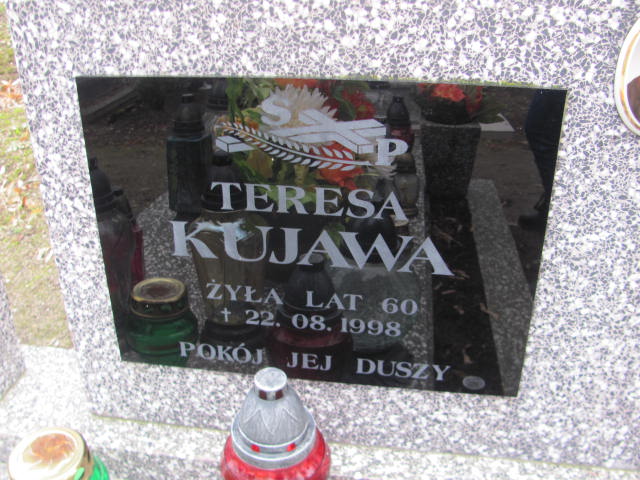 S P
TERESA
KUJAWA
ŻYŁA LAT 60
† 22.08.1998
POKÓJ JEJ DUSZY